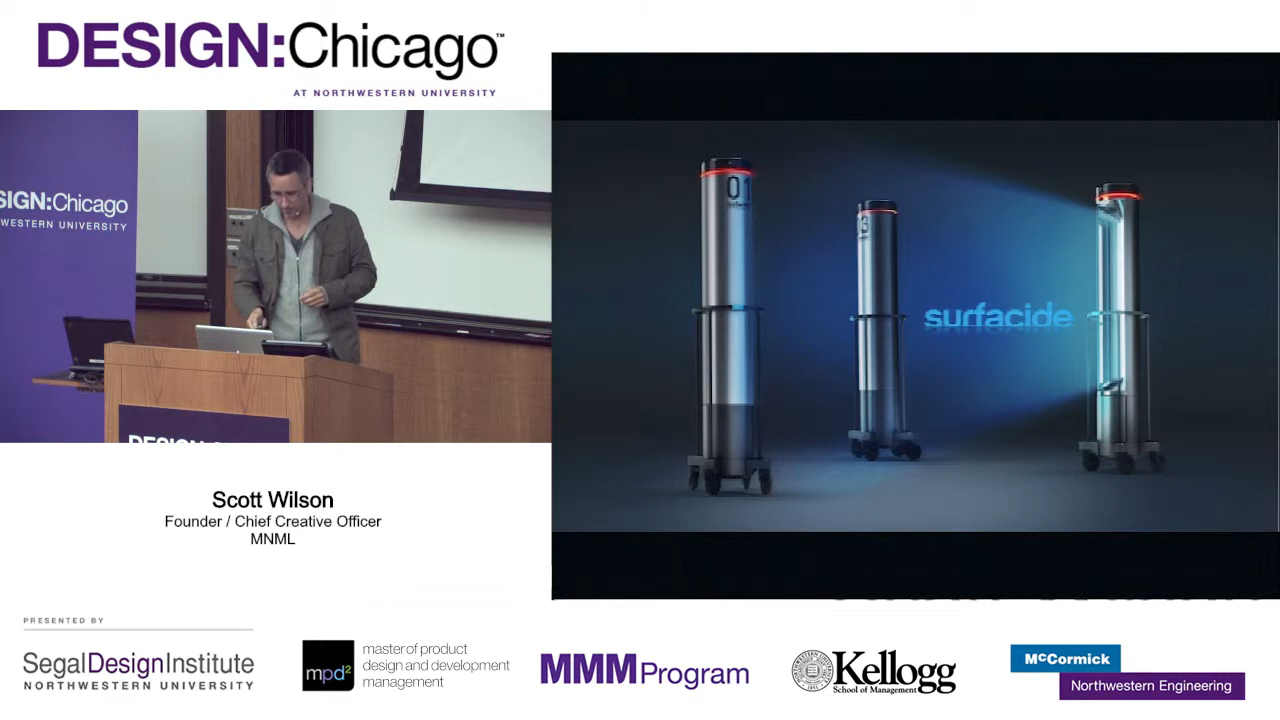 DESIGN:Chicago™
AT NORTHWESTERN UNIVERSITY
SIGN:Chicago
WESTERN UNIVERSITY
01
surfacide
Scott Wilson
Founder / Chief Creative Officer
MNML
PRESENTED BY
SegalDesignInstitute
NORTHWESTERN UNIVERSITY
mpd²
master of product
design and development
management
MMM Program
Kellogg
School of Management
McCormick
Northwestern Engineering